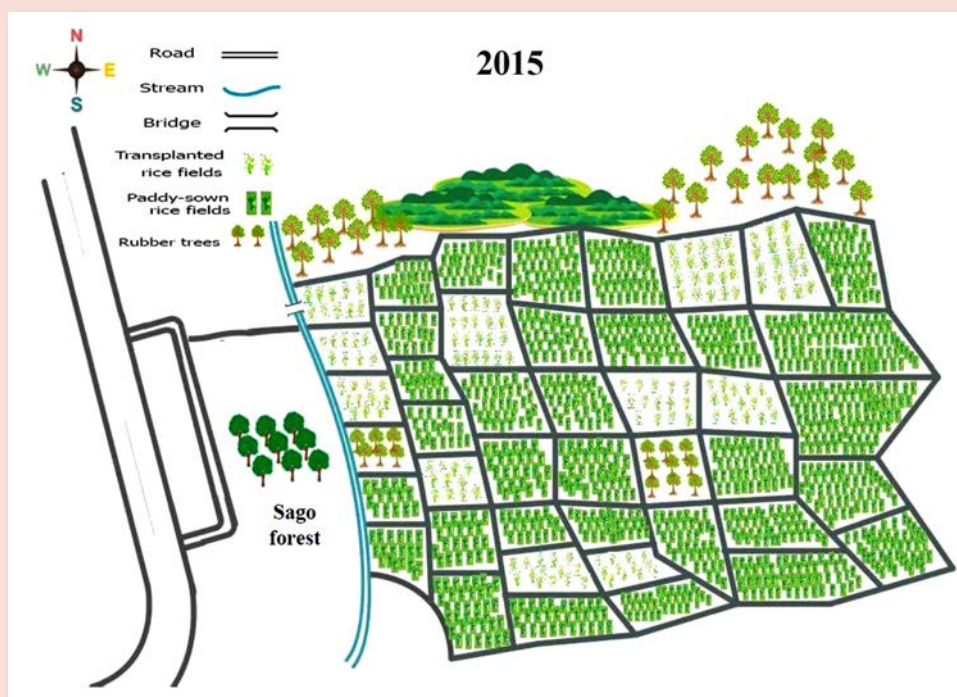 N
W E
S
Road
Stream
Bridge
Transplanted
rice fields
Paddy-sown
rice fields
Rubber trees
2015
Sago
forest